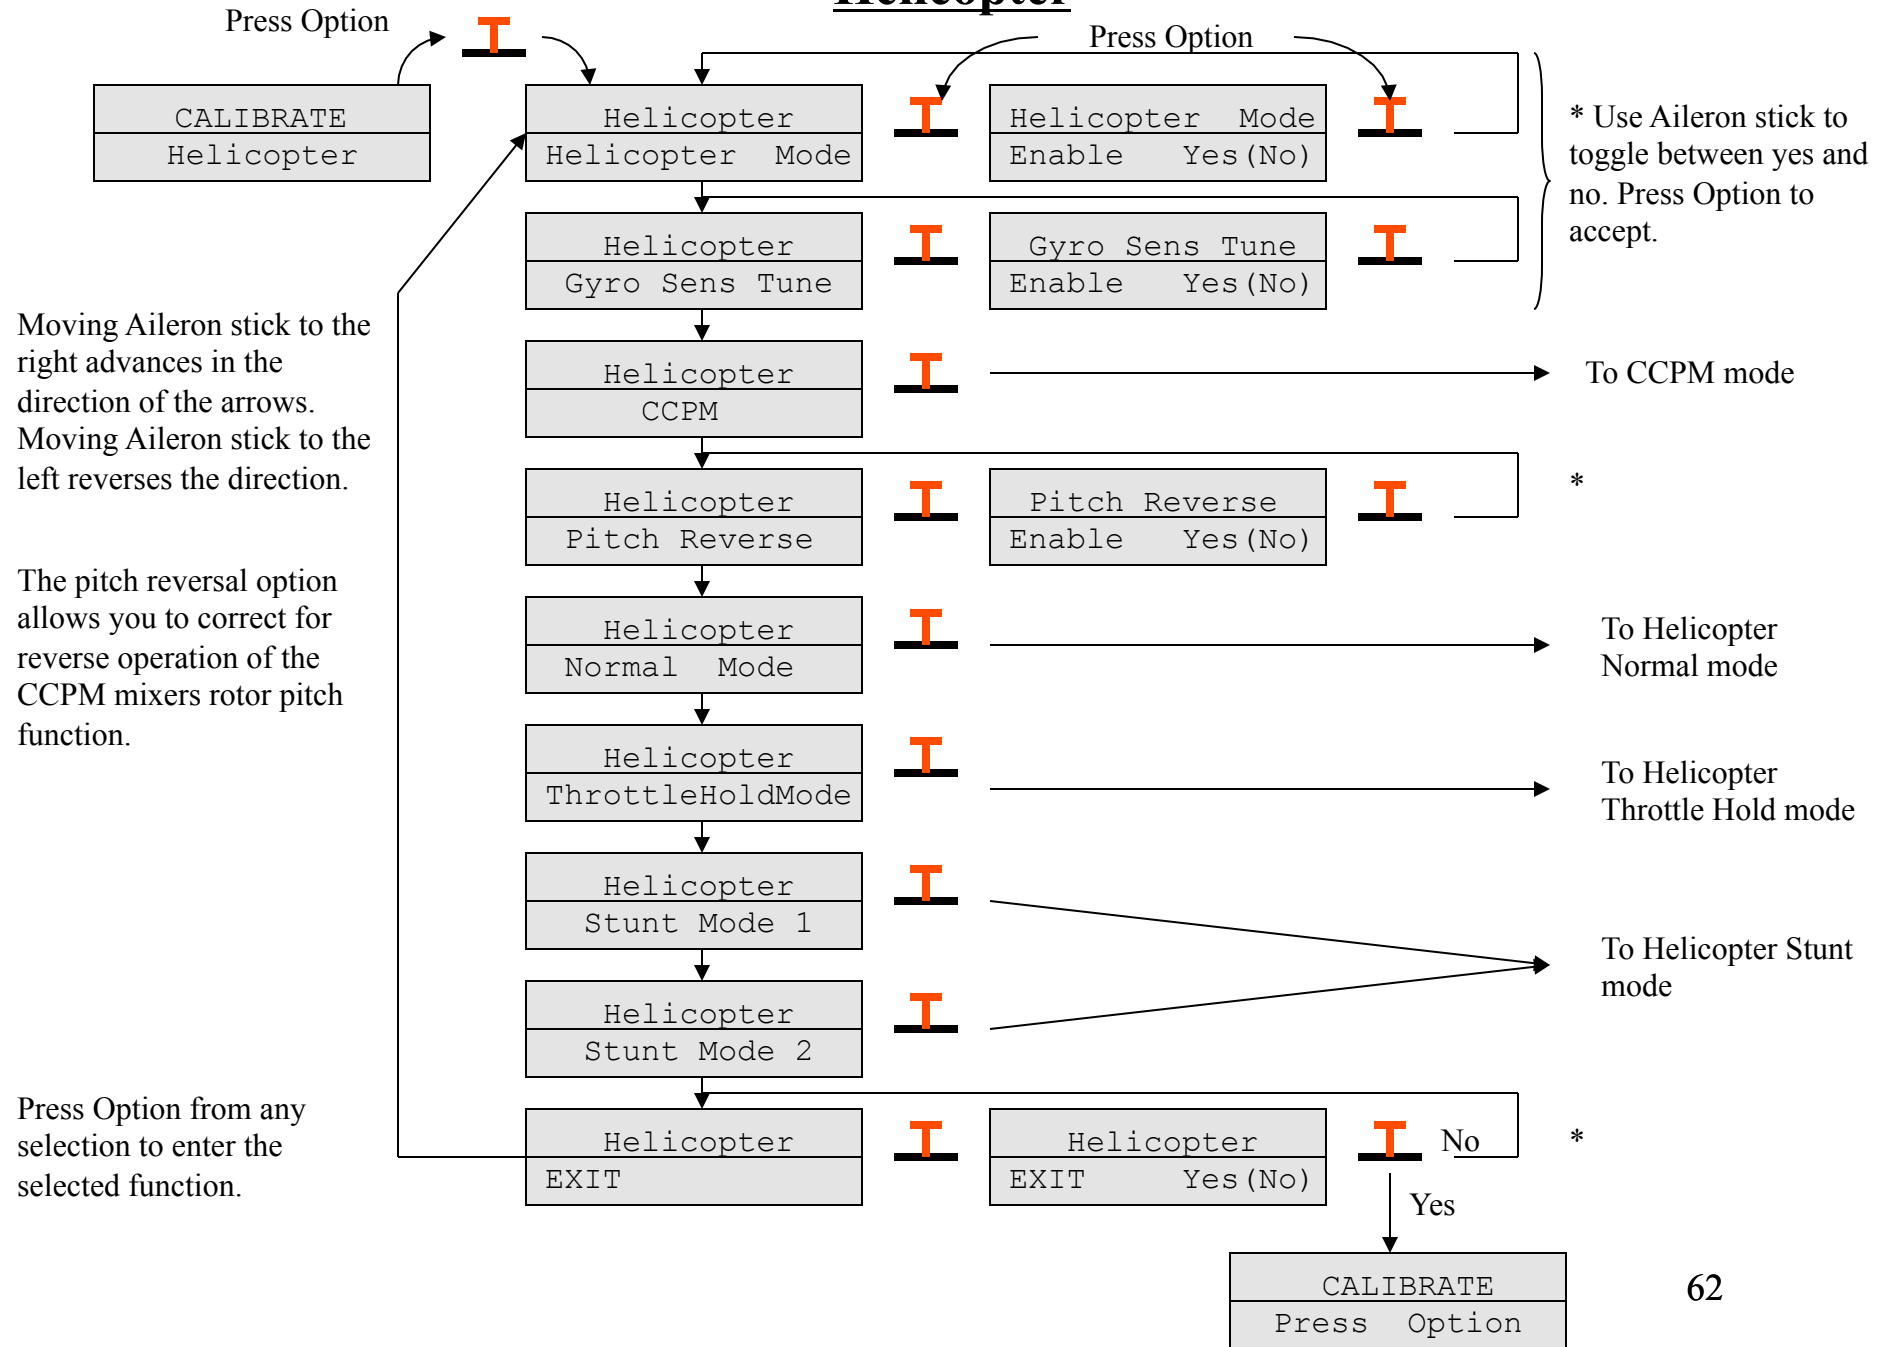 Helicopter
Press Option
Press Option
CALIBRATE
Helicopter
Helicopter
Helicopter Mode
Helicopter Mode
Enable Yes(No)
* Use Aileron stick to
toggle between yes and
no. Press Option to
accept.
Helicopter
Gyro Sens Tune
Gyro Sens Tune
Enable Yes(No)
Moving Aileron stick to the
right advances in the
direction of the arrows.
Moving Aileron stick to the
left reverses the direction.
Helicopter
CCPM
To CCPM mode
Helicopter
Pitch Reverse
Pitch Reverse
Enable Yes(No)
*
The pitch reversal option
allows you to correct for
reverse operation of the
CCPM mixers rotor pitch
function.
Helicopter
Normal Mode
To Helicopter
Normal mode
Helicopter
ThrottleHoldMode
To Helicopter
Throttle Hold mode
Helicopter
Stunt Mode 1
Helicopter
Stunt Mode 2
To Helicopter Stunt
mode
Press Option from any
selection to enter the
selected function.
Helicopter
EXIT
Helicopter
EXIT Yes(No)
No
*
Yes
CALIBRATE
Press Option
62